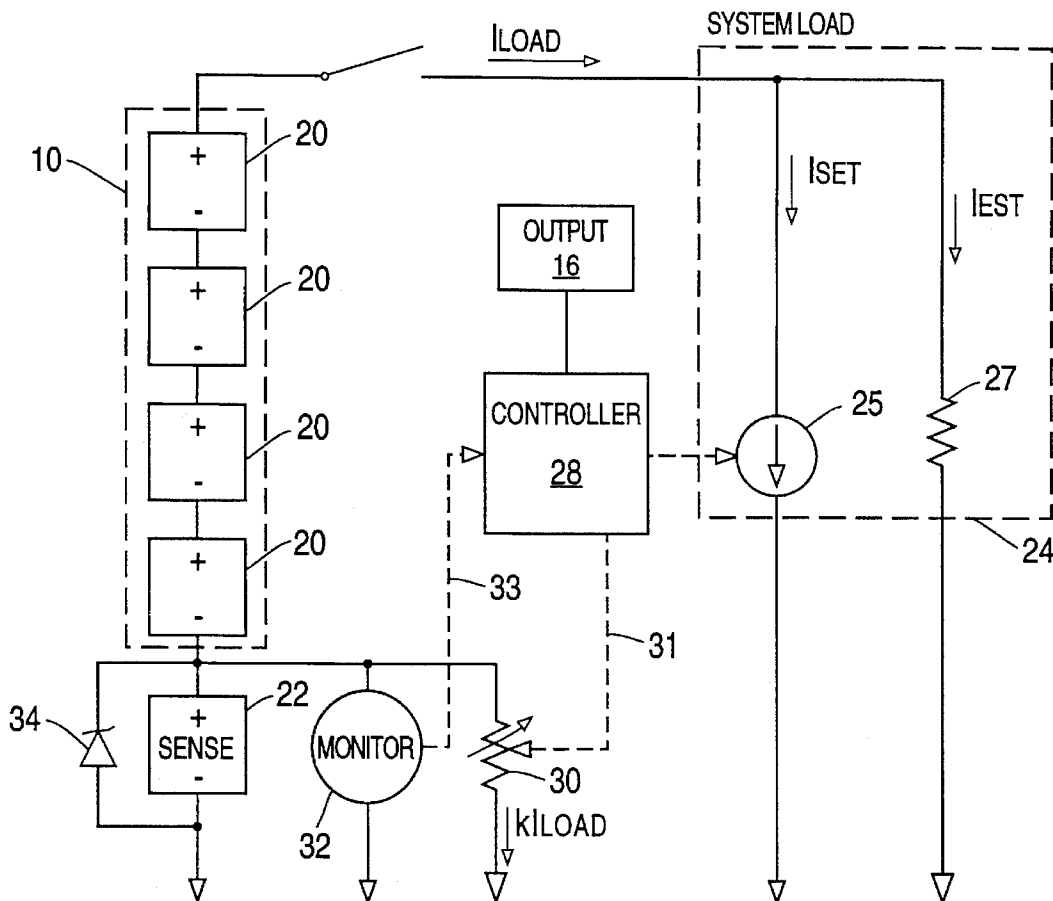 SYSTEM LOAD
ILOAD
10
+
-
20
ISET
IEST
OUTPUT
16
+
-
20
27
25
CONTROLLER
28
+
-
20
24
+
-
20
33
31
34
22
+
SENSE
-
MONITOR
32
30
kILOAD